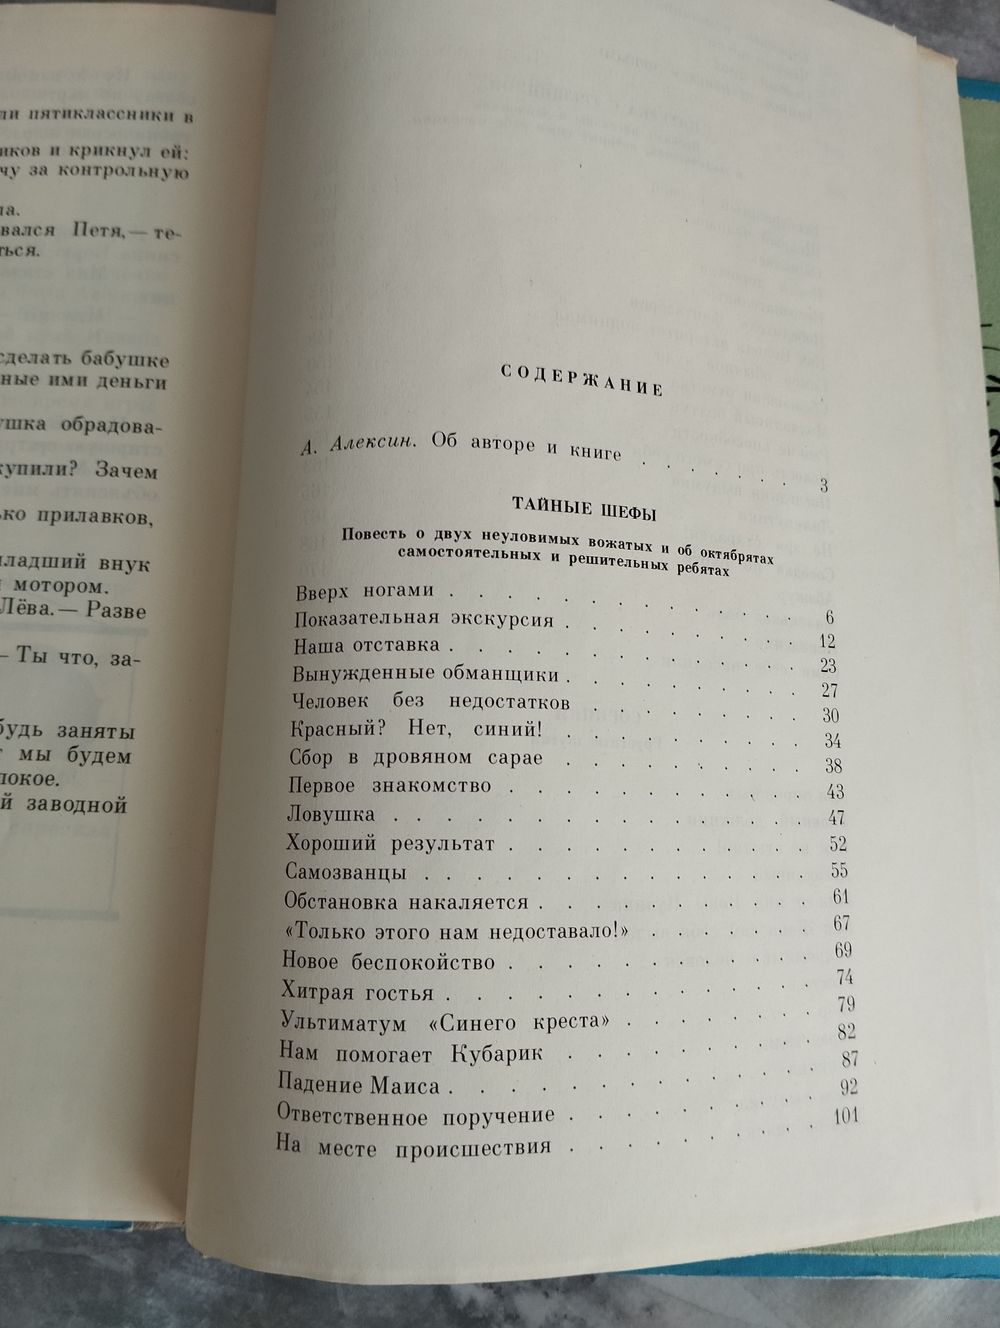 ли пятиклассники в
иков и крикнул ей:
чу за контрольную
ла.
вался Петя, — те-
ться.
сделать бабушке
ные ими деньги
ушка обрадова-
купили? Зачем
ько прилавков,
младший внук
мотором.
Лёва. — Разве
— Ты что, за-
будь заняты
мы будем
покое.
й заводной
СОДЕРЖАНИЕ
А. Алексин. Об авторе и книге . . . . . . . 3
ТАЙНЫЕ ШЕФЫ
Повесть о двух неуловимых вожатых и об октябрятах
самостоятельных и решительных ребятах
Вверх ногами . . . . . . . . . . . . . 6
Показательная экскурсия . . . . . . . . . 12
Наша отставка . . . . . . . . . . . . . 23
Вынужденные обманщики . . . . . . . . . 27
Человек без недостатков . . . . . . . . . 30
Красный? Нет, синий! . . . . . . . . . 34
Сбор в дровяном сарае . . . . . . . . . 38
Первое знакомство . . . . . . . . . . . 43
Ловушка . . . . . . . . . . . . . . . 47
Хороший результат . . . . . . . . . . . 52
Самозванцы . . . . . . . . . . . . . . 55
Обстановка накаляется . . . . . . . . . . 61
«Только этого нам недоставало!» . . . . . . 67
Новое беспокойство . . . . . . . . . . . 69
Хитрая гостья . . . . . . . . . . . . . 74
Ультиматум «Синего креста» . . . . . . . 79
Нам помогает Кубарик . . . . . . . . . 82
Падение Маиса . . . . . . . . . . . . . 87
Ответственное поручение . . . . . . . . . 92
На месте происшествия . . . . . . . . . 101